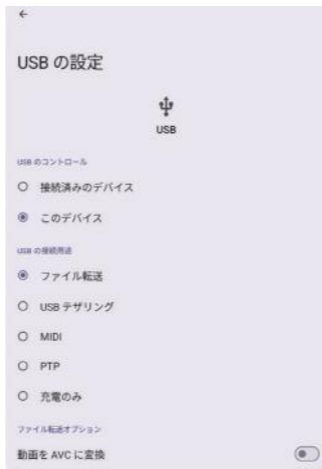 USB の設定
USB
USB のコントロール
接続済みのデバイス
このデバイス
USB の接続用途
ファイル転送
USB テザリング
MIDI
PTP
充電のみ
ファイル転送オプション
動画を AVC に変換